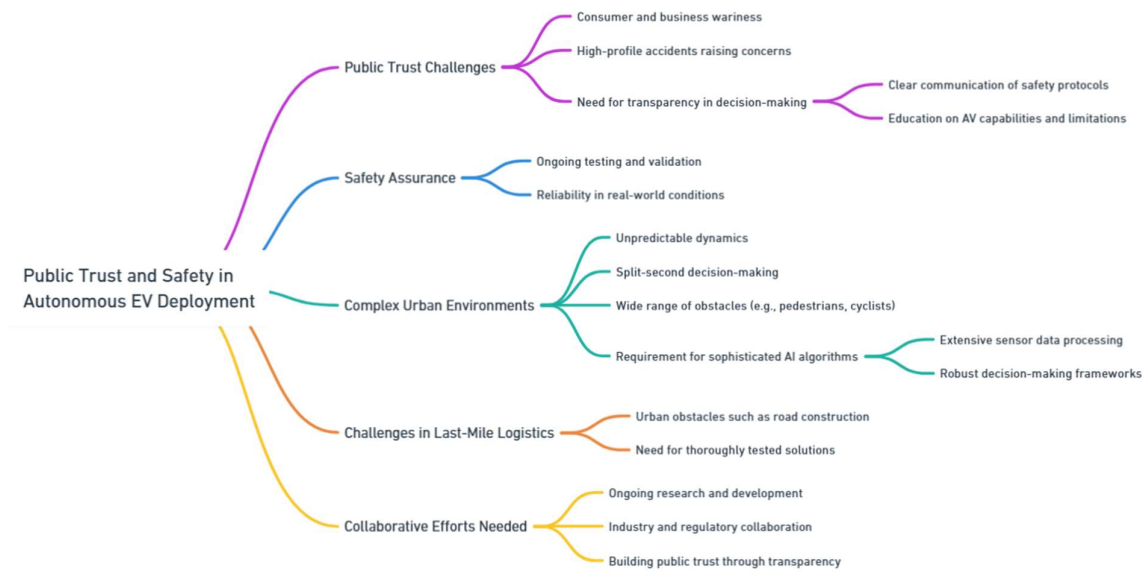 Public Trust and Safety in
Autonomous EV Deployment
Public Trust Challenges
Consumer and business wariness
High-profile accidents raising concerns
Need for transparency in decision-making
Clear communication of safety protocols
Education on AV capabilities and limitations
Safety Assurance
Ongoing testing and validation
Reliability in real-world conditions
Complex Urban Environments
Unpredictable dynamics
Split-second decision-making
Wide range of obstacles (e.g., pedestrians, cyclists)
Requirement for sophisticated AI algorithms
Extensive sensor data processing
Robust decision-making frameworks
Challenges in Last-Mile Logistics
Urban obstacles such as road construction
Need for thoroughly tested solutions
Collaborative Efforts Needed
Ongoing research and development
Industry and regulatory collaboration
Building public trust through transparency